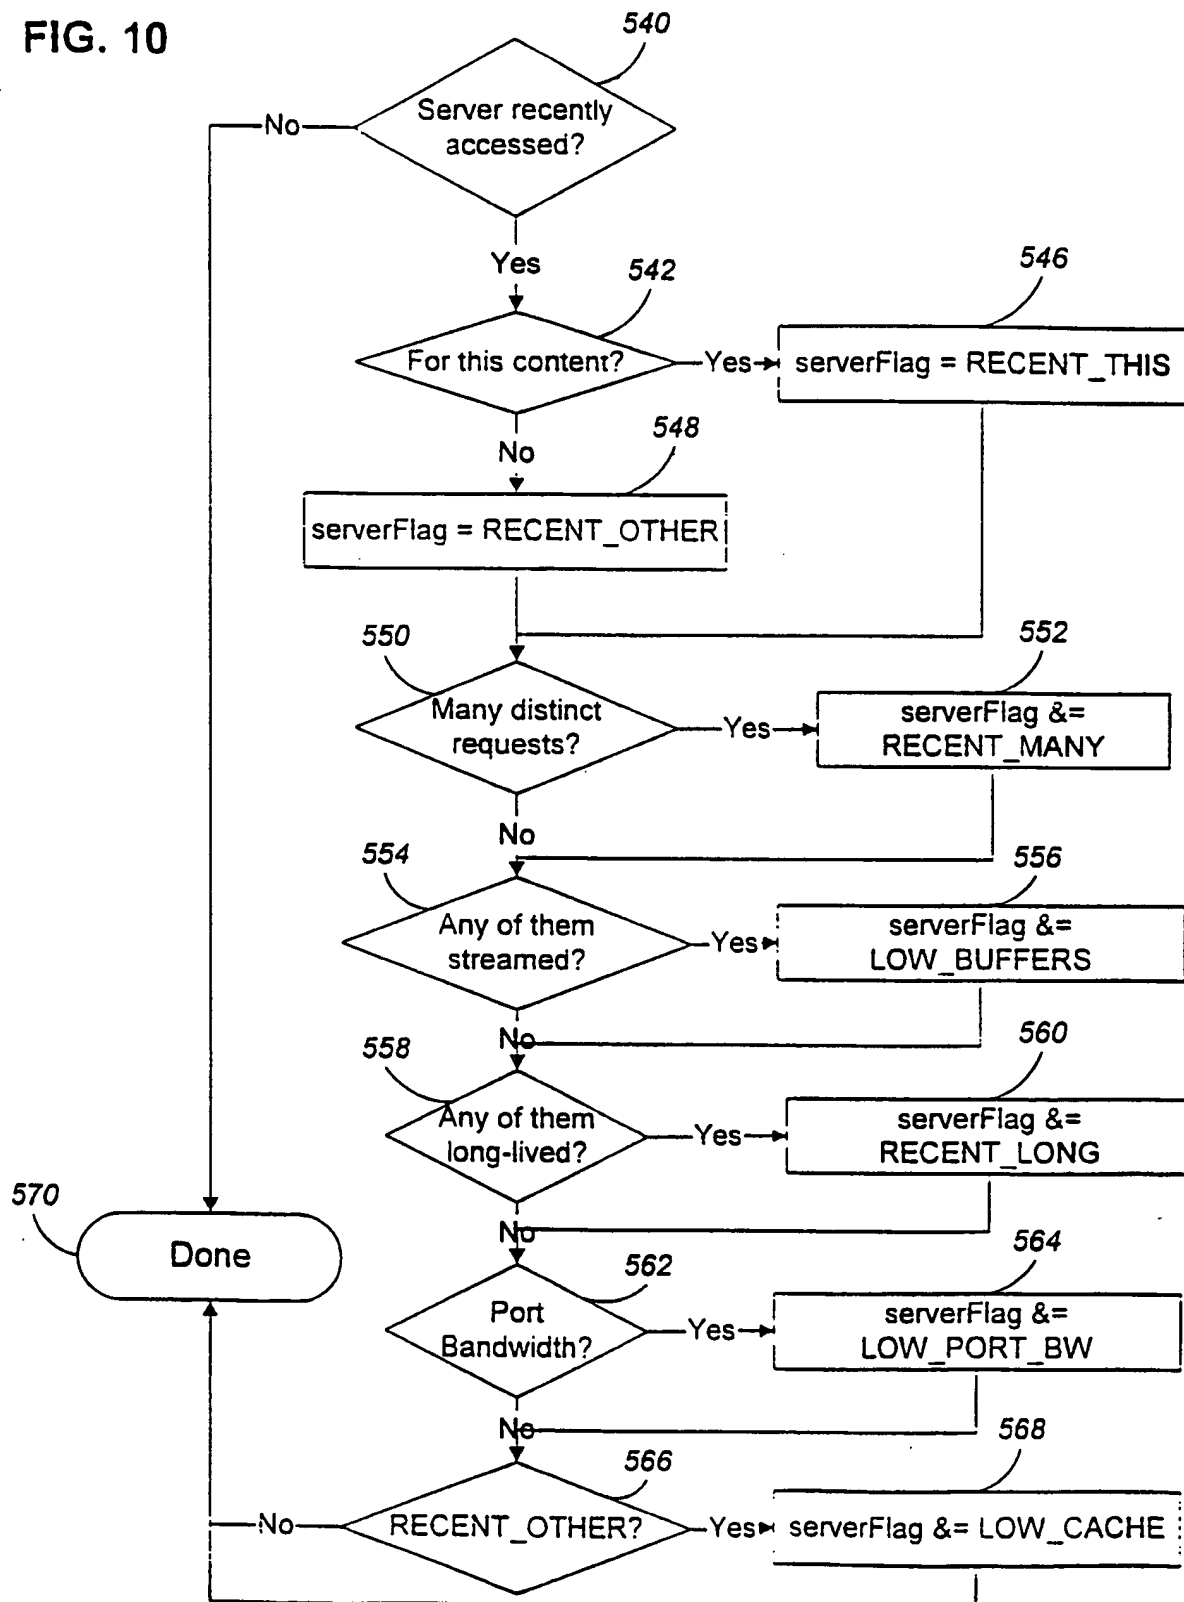 FIG. 10
540
Server recently
accessed?
No
Yes
542
546
For this content?
Yes
serverFlag = RECENT_THIS
No
548
serverFlag = RECENT_OTHER
550
552
Many distinct
requests?
Yes
serverFlag &=
RECENT_MANY
No
554
556
Any of them
streamed?
Yes
serverFlag &=
LOW_BUFFERS
No
558
560
Any of them
long-lived?
Yes
serverFlag &=
RECENT_LONG
No
570
Done
562
564
Port
Bandwidth?
Yes
serverFlag &=
LOW_PORT_BW
No
566
568
No
RECENT_OTHER?
Yes
serverFlag &= LOW_CACHE